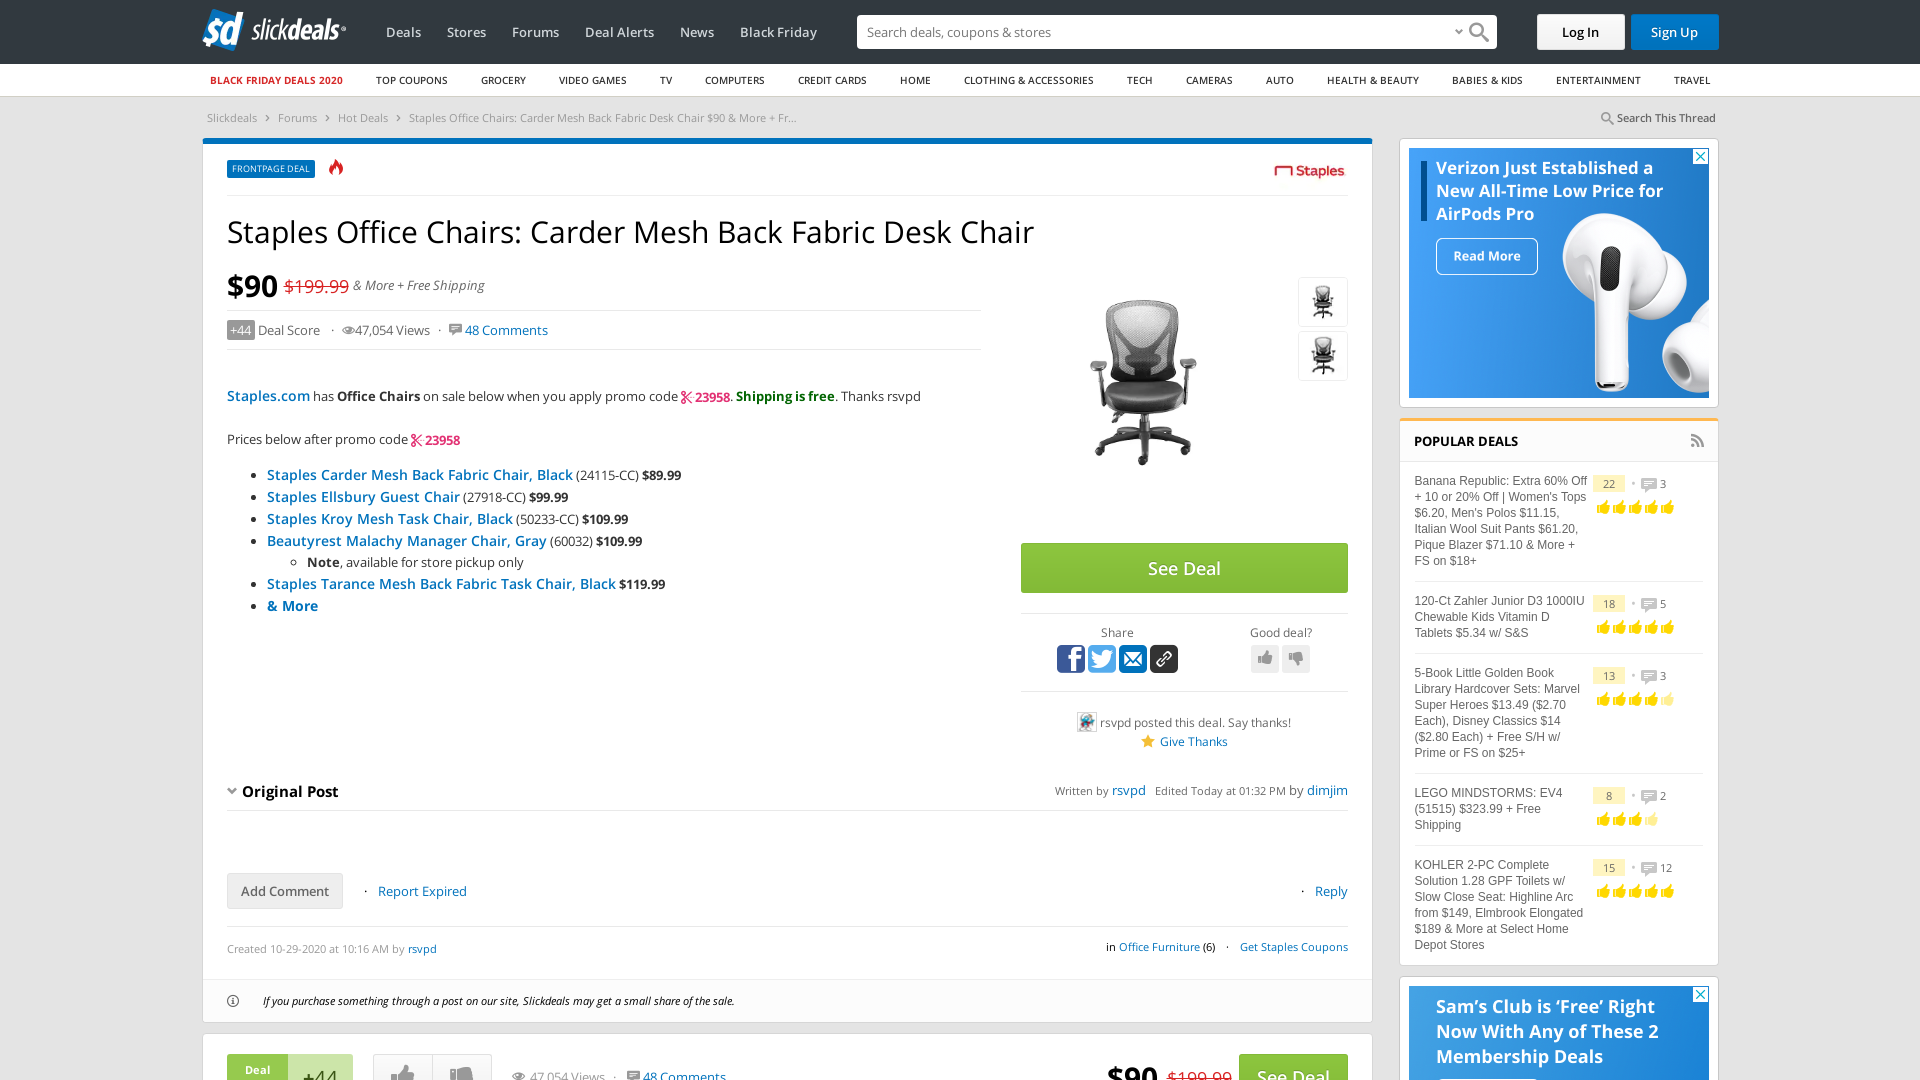 sd slickdeals
Deals Stores Forums Deal Alerts News Black Friday
Search deals, coupons & stores
Log In
Sign Up
BLACK FRIDAY DEALS 2020 TOP COUPONS GROCERY VIDEO GAMES TV COMPUTERS CREDIT CARDS HOME CLOTHING & ACCESSORIES TECH CAMERAS AUTO HEALTH & BEAUTY BABIES & KIDS ENTERTAINMENT TRAVEL
Slickdeals > Forums > Hot Deals > Staples Office Chairs: Carder Mesh Back Fabric Desk Chair $90 & More + Fr...
Search This Thread
FRONTPAGE DEAL
Staples
Staples Office Chairs: Carder Mesh Back Fabric Desk Chair
$90 $199.99 & More + Free Shipping
+44 Deal Score · 47,054 Views · 48 Comments
Staples.com has Office Chairs on sale below when you apply promo code 23958. Shipping is free. Thanks rsvpd
Prices below after promo code 23958
• Staples Carder Mesh Back Fabric Chair, Black (24115-CC) $89.99
• Staples Ellsbury Guest Chair (27918-CC) $99.99
• Staples Kroy Mesh Task Chair, Black (50233-CC) $109.99
• Beautyrest Malachy Manager Chair, Gray (60032) $109.99
◦ Note, available for store pickup only
• Staples Tarance Mesh Back Fabric Task Chair, Black $119.99
• & More
See Deal
Share
Good deal?
rsvpd posted this deal. Say thanks!
Give Thanks
Original Post
Written by rsvpd Edited Today at 01:32 PM by dimjim
Add Comment · Report Expired
· Reply
Created 10-29-2020 at 10:16 AM by rsvpd
in Office Furniture (6) · Get Staples Coupons
If you purchase something through a post on our site, Slickdeals may get a small share of the sale.
Deal
+44
47,054 Views · 48 Comments
$90 $199.99
See Deal
Verizon Just Established a
New All-Time Low Price for
AirPods Pro
Read More
POPULAR DEALS
Banana Republic: Extra 60% Off
+ 10 or 20% Off | Women's Tops
$6.20, Men's Polos $11.15,
Italian Wool Suit Pants $61.20,
Pique Blazer $71.10 & More +
FS on $18+
22 • 3
120-Ct Zahler Junior D3 1000IU
Chewable Kids Vitamin D
Tablets $5.34 w/ S&S
18 • 5
5-Book Little Golden Book
Library Hardcover Sets: Marvel
Super Heroes $13.49 ($2.70
Each), Disney Classics $14
($2.80 Each) + Free S/H w/
Prime or FS on $25+
13 • 3
LEGO MINDSTORMS: EV4
(51515) $323.99 + Free
Shipping
8 • 2
KOHLER 2-PC Complete
Solution 1.28 GPF Toilets w/
Slow Close Seat: Highline Arc
from $149, Elmbrook Elongated
$189 & More at Select Home
Depot Stores
15 • 12
Sam's Club is ‘Free’ Right
Now With Any of These 2
Membership Deals